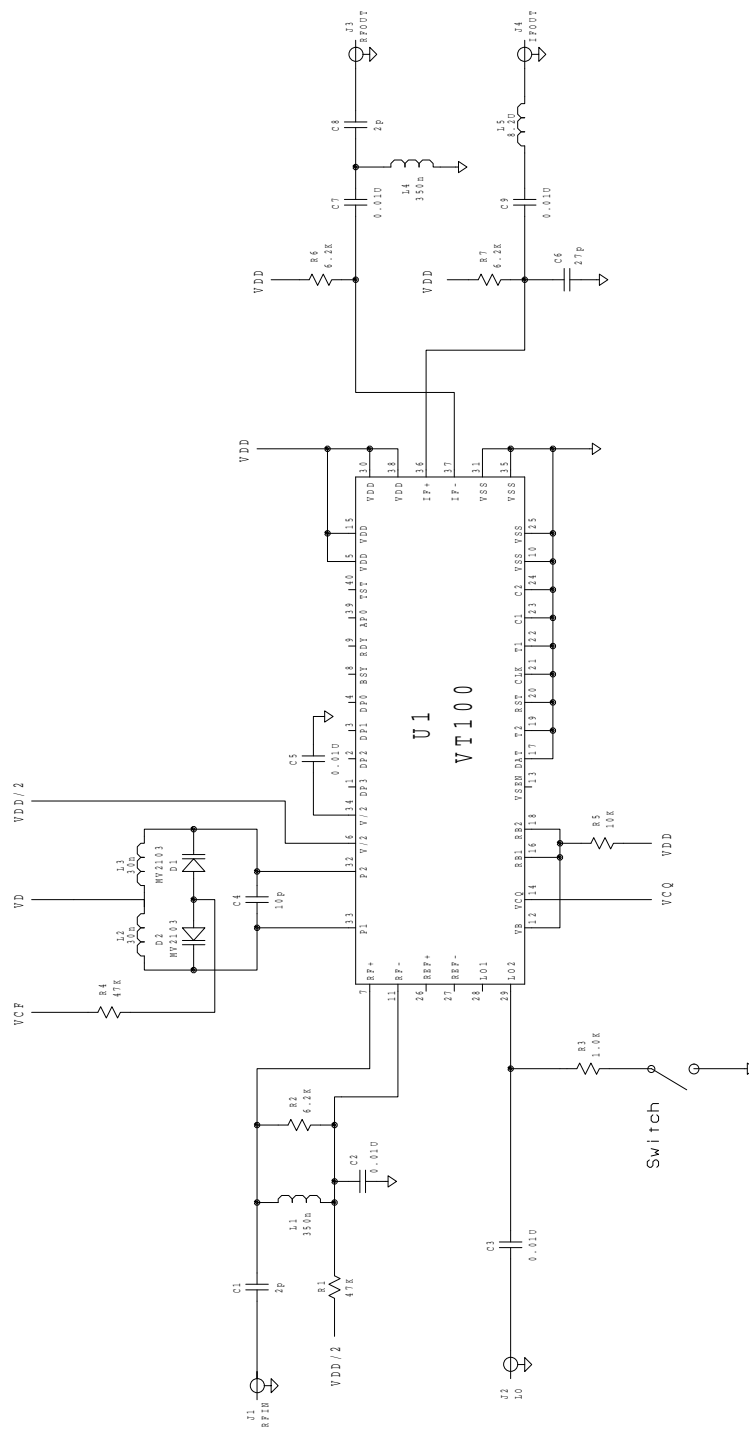 J3
RFOUT
C8
2p
L4
350n
C7
0.01U
R6
6.2K
VDD
J4
IFOUT
L5
8.2U
C9
0.01U
R7
6.2K
VDD
C6
27p
VDD
30 VDD
38 VDD
36 IF+
37 IF-
31 VSS
35 VSS
15 VDD
5 VDD
40 TST
39 APO
9 RDY
8 BSY
4 DP0
3 DP1
2 DP2
1 DP3
34 V/2
6 V/2
32 P2
33 P1
U1
VT100
VSS 25
VSS 10
C2 24
C1 23
T1 22
CLK 21
RST 20
T2 19
DAT 17
VSEN 13
RB2 18
RB1 16
VCQ 14
VB 12
7 RF+
11 RF-
26 REF+
27 REF-
28 LO1
29 LO2
C5
0.01U
VDD/2
VD
VCF
L3
30n
MV2103
D1
L2
30n
D2
MV2103
C4
10p
R4
47K
R5
10K
VDD
VCQ
R3
1.0K
Switch
R2
6.2K
C2
0.01U
L1
350n
C1
2p
R1
47K
VDD/2
J1
RFIN
C3
0.01U
J2
LO